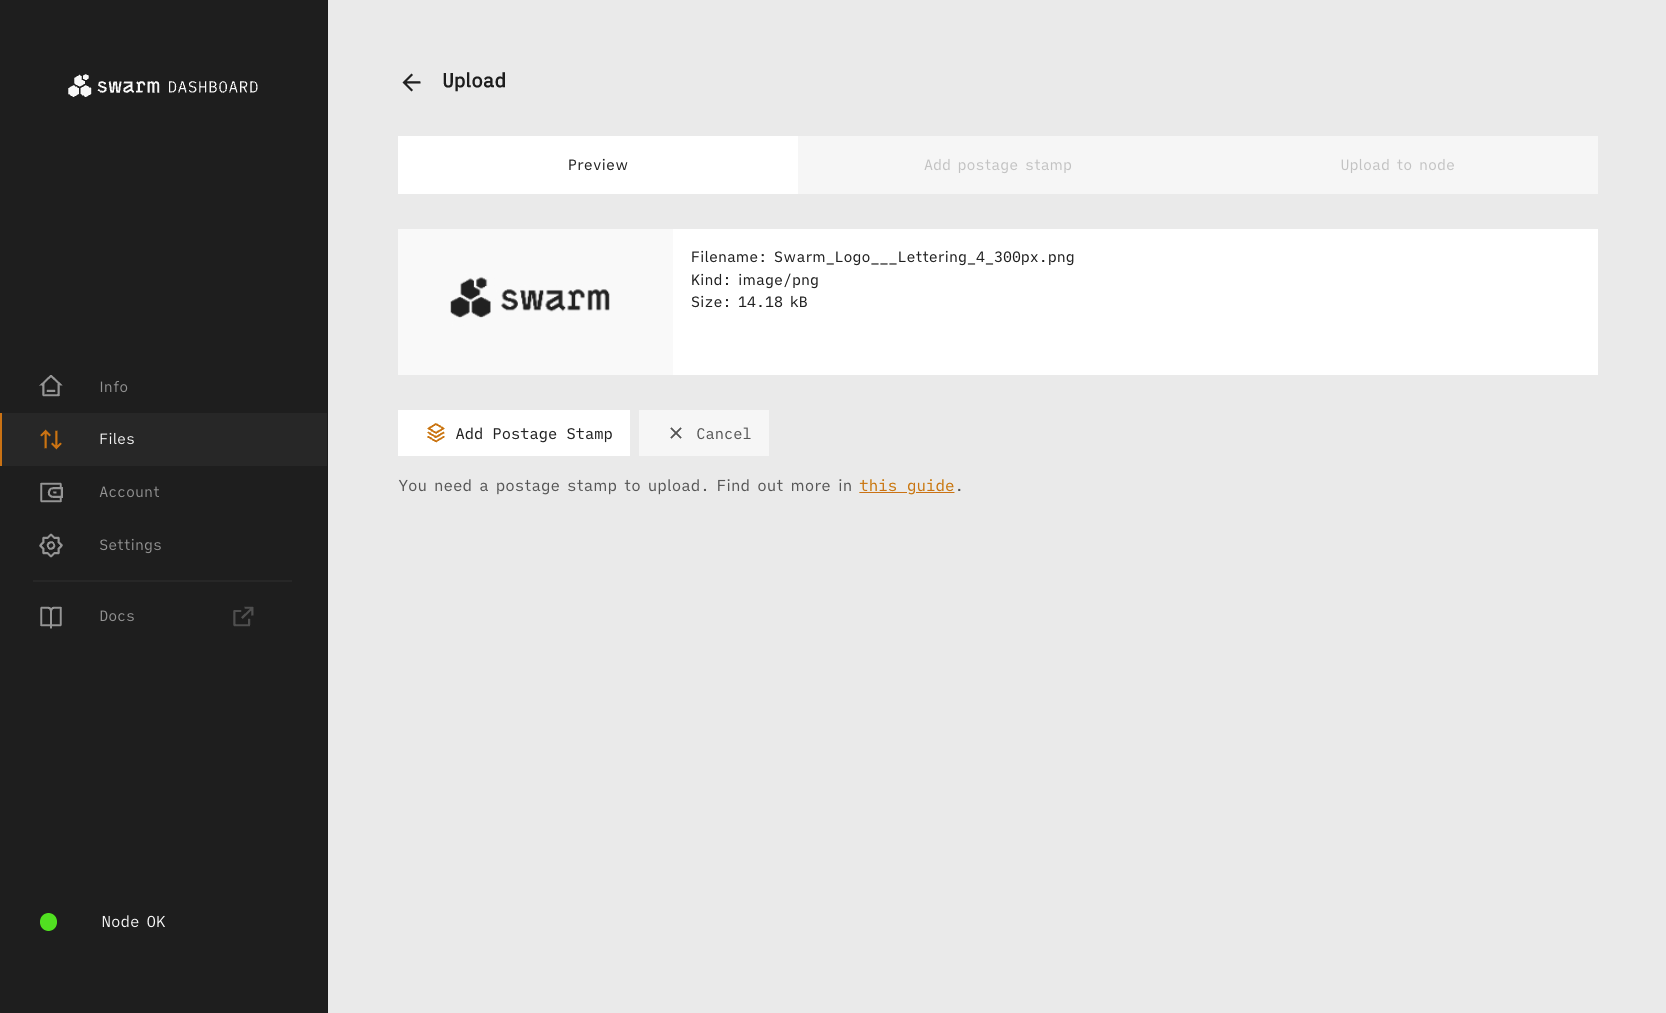 swarm DASHBOARD
Info
Files
Account
Settings
Docs
Node OK
Upload
Preview
Add postage stamp
Upload to node
swarm
Filename: Swarm_Logo___Lettering_4_300px.png
Kind: image/png
Size: 14.18 kB
Add Postage Stamp
Cancel
You need a postage stamp to upload. Find out more in this guide.